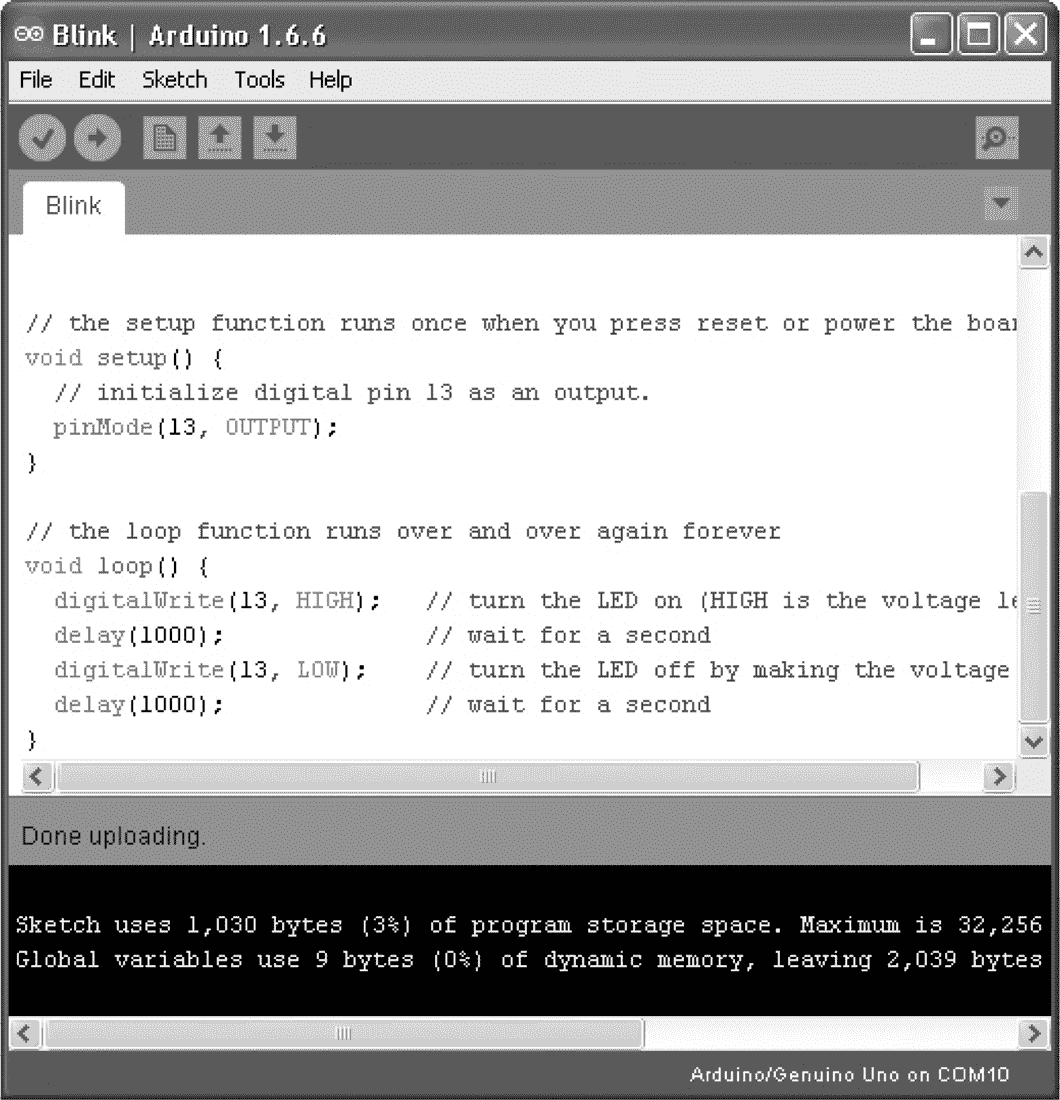 Blink | Arduino 1.6.6
File Edit Sketch Tools Help
Blink
// the setup function runs once when you press reset or power the
void setup() {
  // initialize digital pin 13 as an output.
  pinMode(13, OUTPUT);
}
// the loop function runs over and over again forever
void loop() {
  digitalWrite(13, HIGH);   // turn the LED on (HIGH is the voltage
  delay(1000);              // wait for a second
  digitalWrite(13, LOW);    // turn the LED off by making the voltage
  delay(1000);              // wait for a second
}
Done uploading.
Sketch uses 1,030 bytes (3%) of program storage space. Maximum is 32,256
Global variables use 9 bytes (0%) of dynamic memory, leaving 2,039 bytes
Arduino/Genuino Uno on COM10